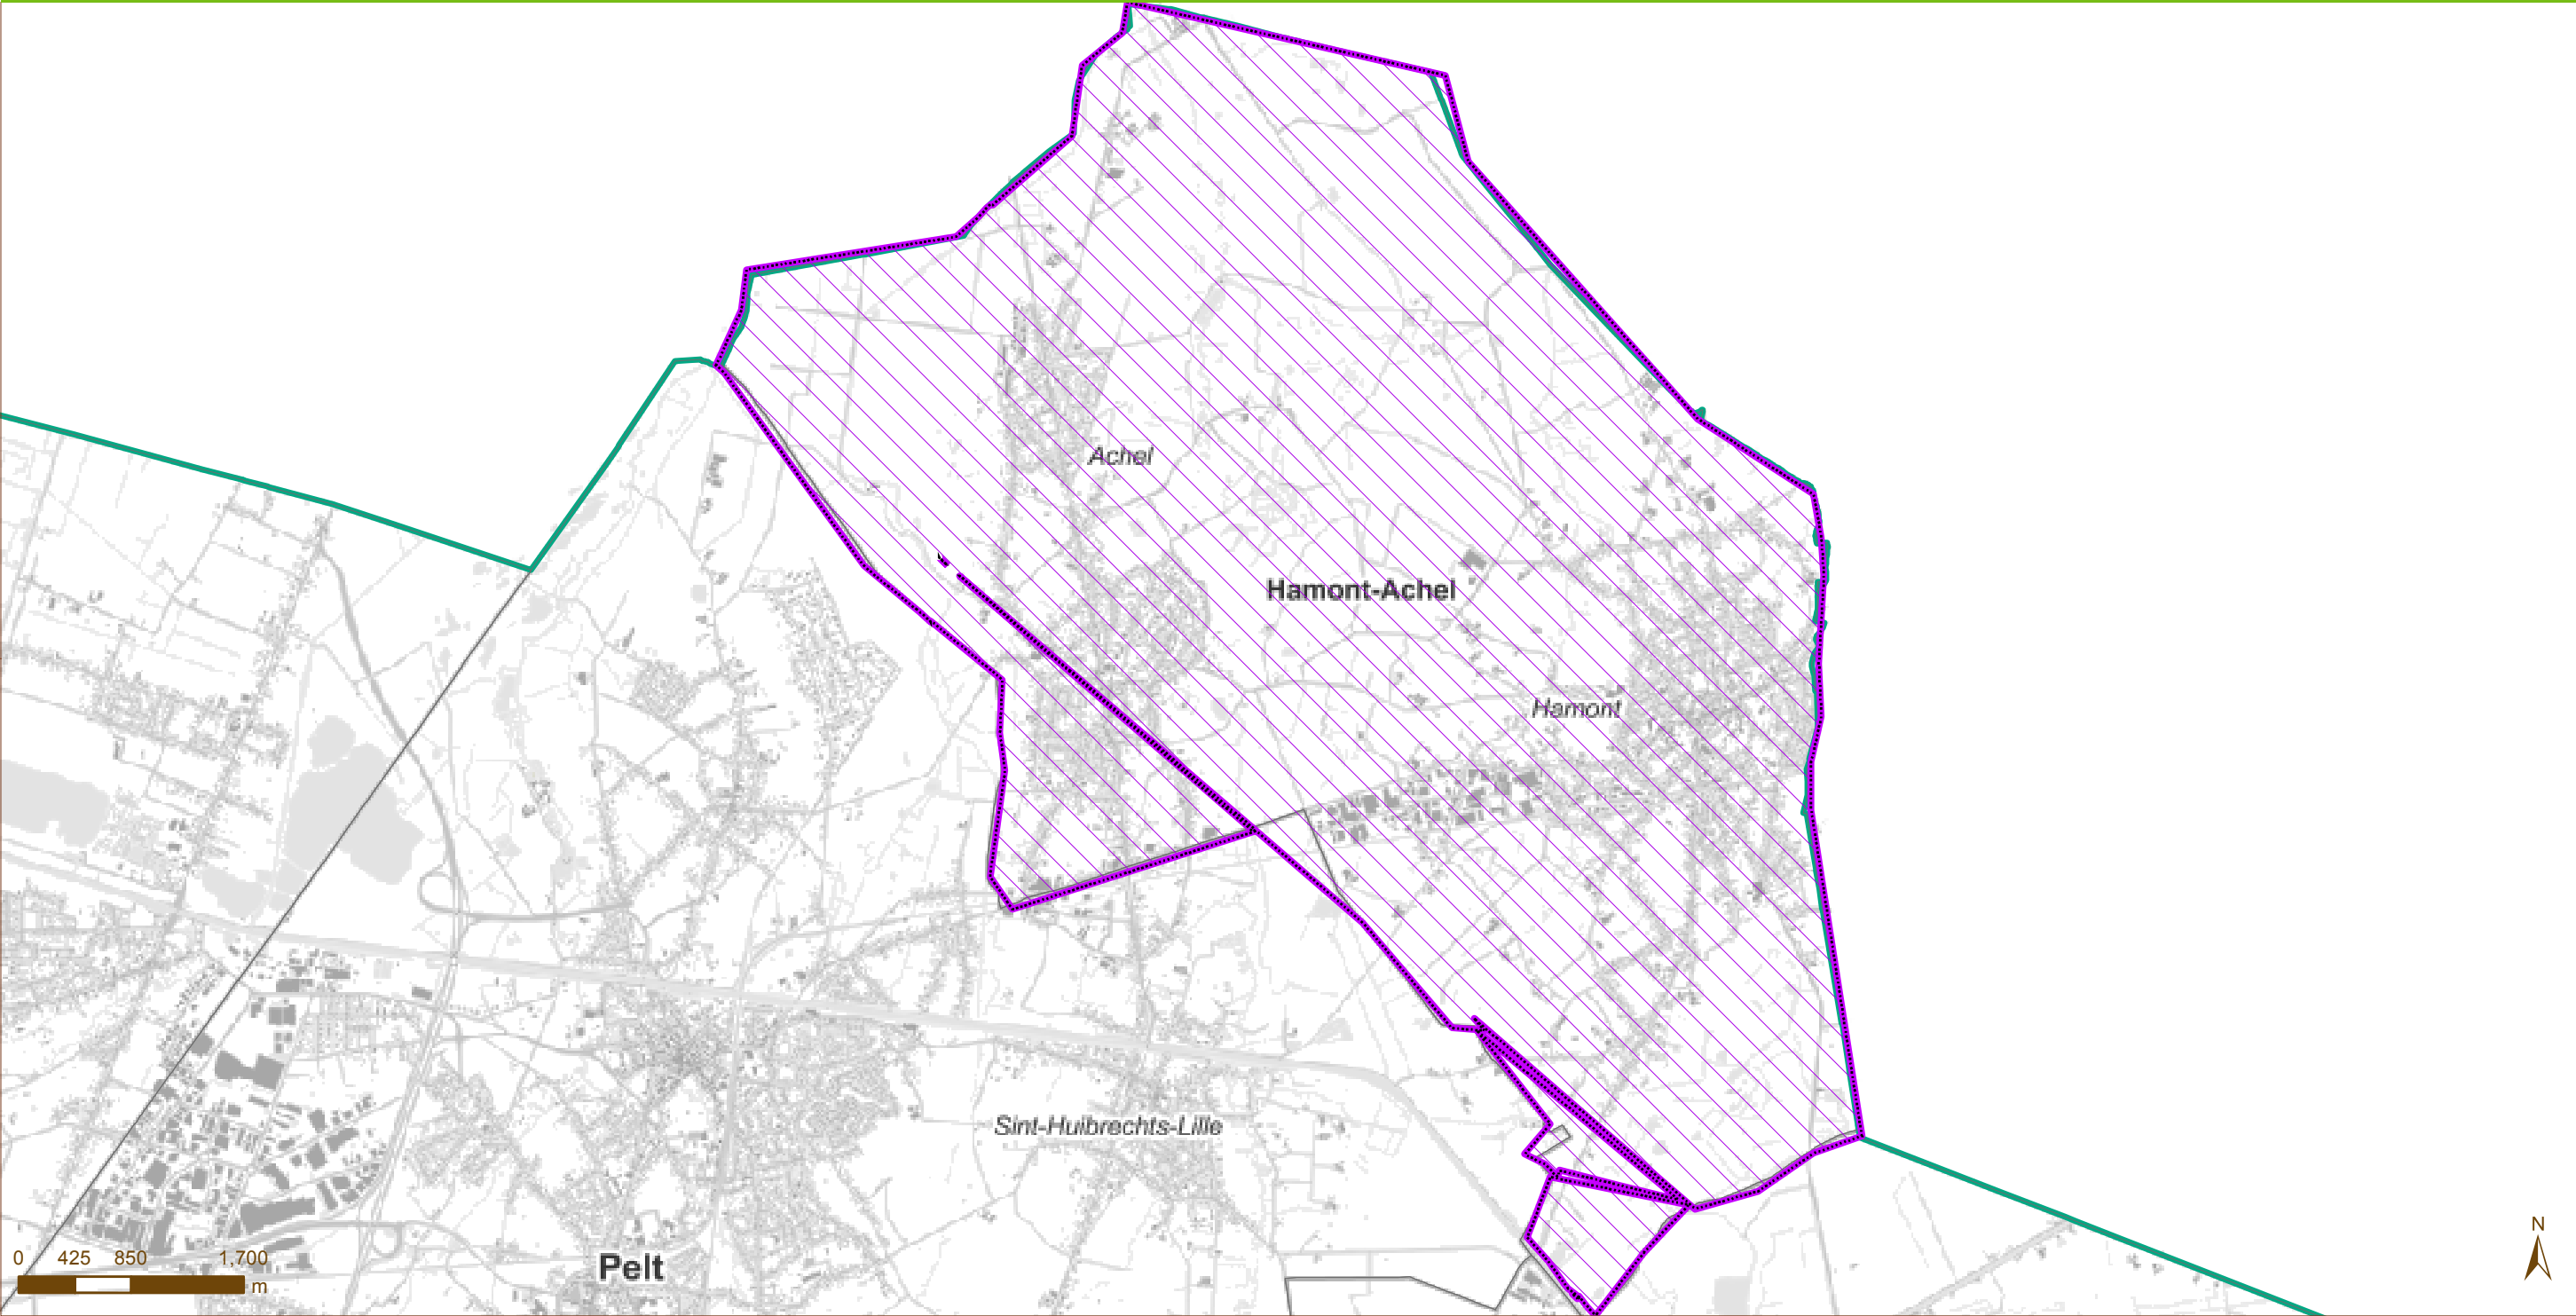 Achel
Hamont-Achel
Hamont
Sint-Huibrechts-Lille
Pelt
0 425 850 1,700
m
N